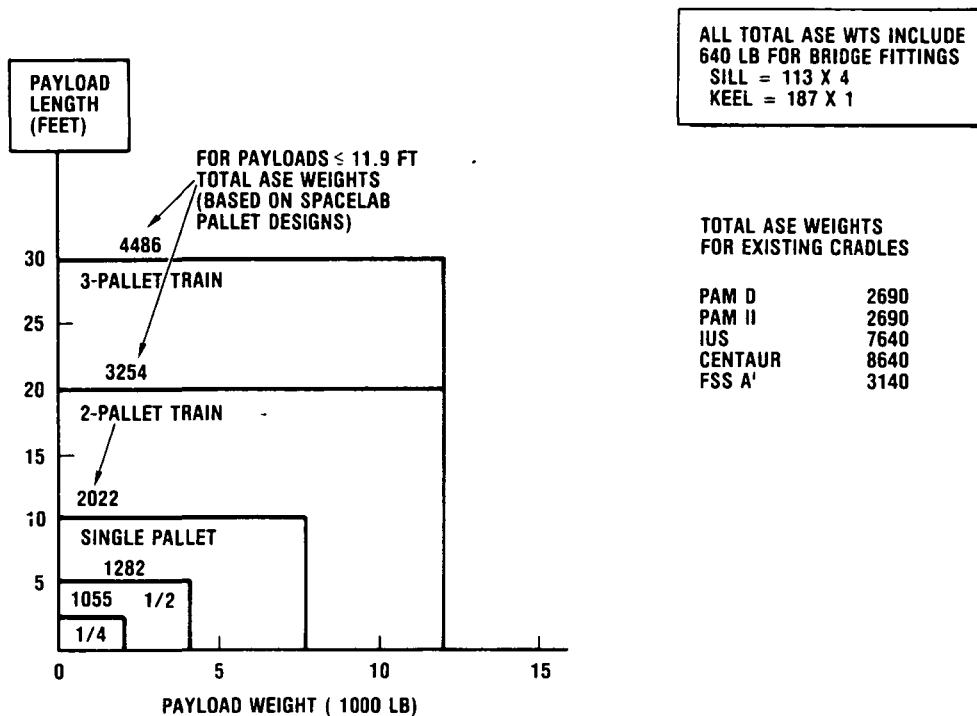 ALL TOTAL ASE WTS INCLUDE
640 LB FOR BRIDGE FITTINGS
SILL = 113 X 4
KEEL = 187 X 1
PAYLOAD
LENGTH
(FEET)
FOR PAYLOADS ≤ 11.9 FT
TOTAL ASE WEIGHTS
(BASED ON SPACELAB
PALLET DESIGNS)
4486
30
3-PALLET TRAIN
25
3254
20
2-PALLET TRAIN
15
2022
10
SINGLE PALLET
1282
5
1055 1/2
1/4
0 5 10 15
PAYLOAD WEIGHT ( 1000 LB)
TOTAL ASE WEIGHTS
FOR EXISTING CRADLES
PAM D 2690
PAM II 2690
IUS 7640
CENTAUR 8640
FSS A' 3140